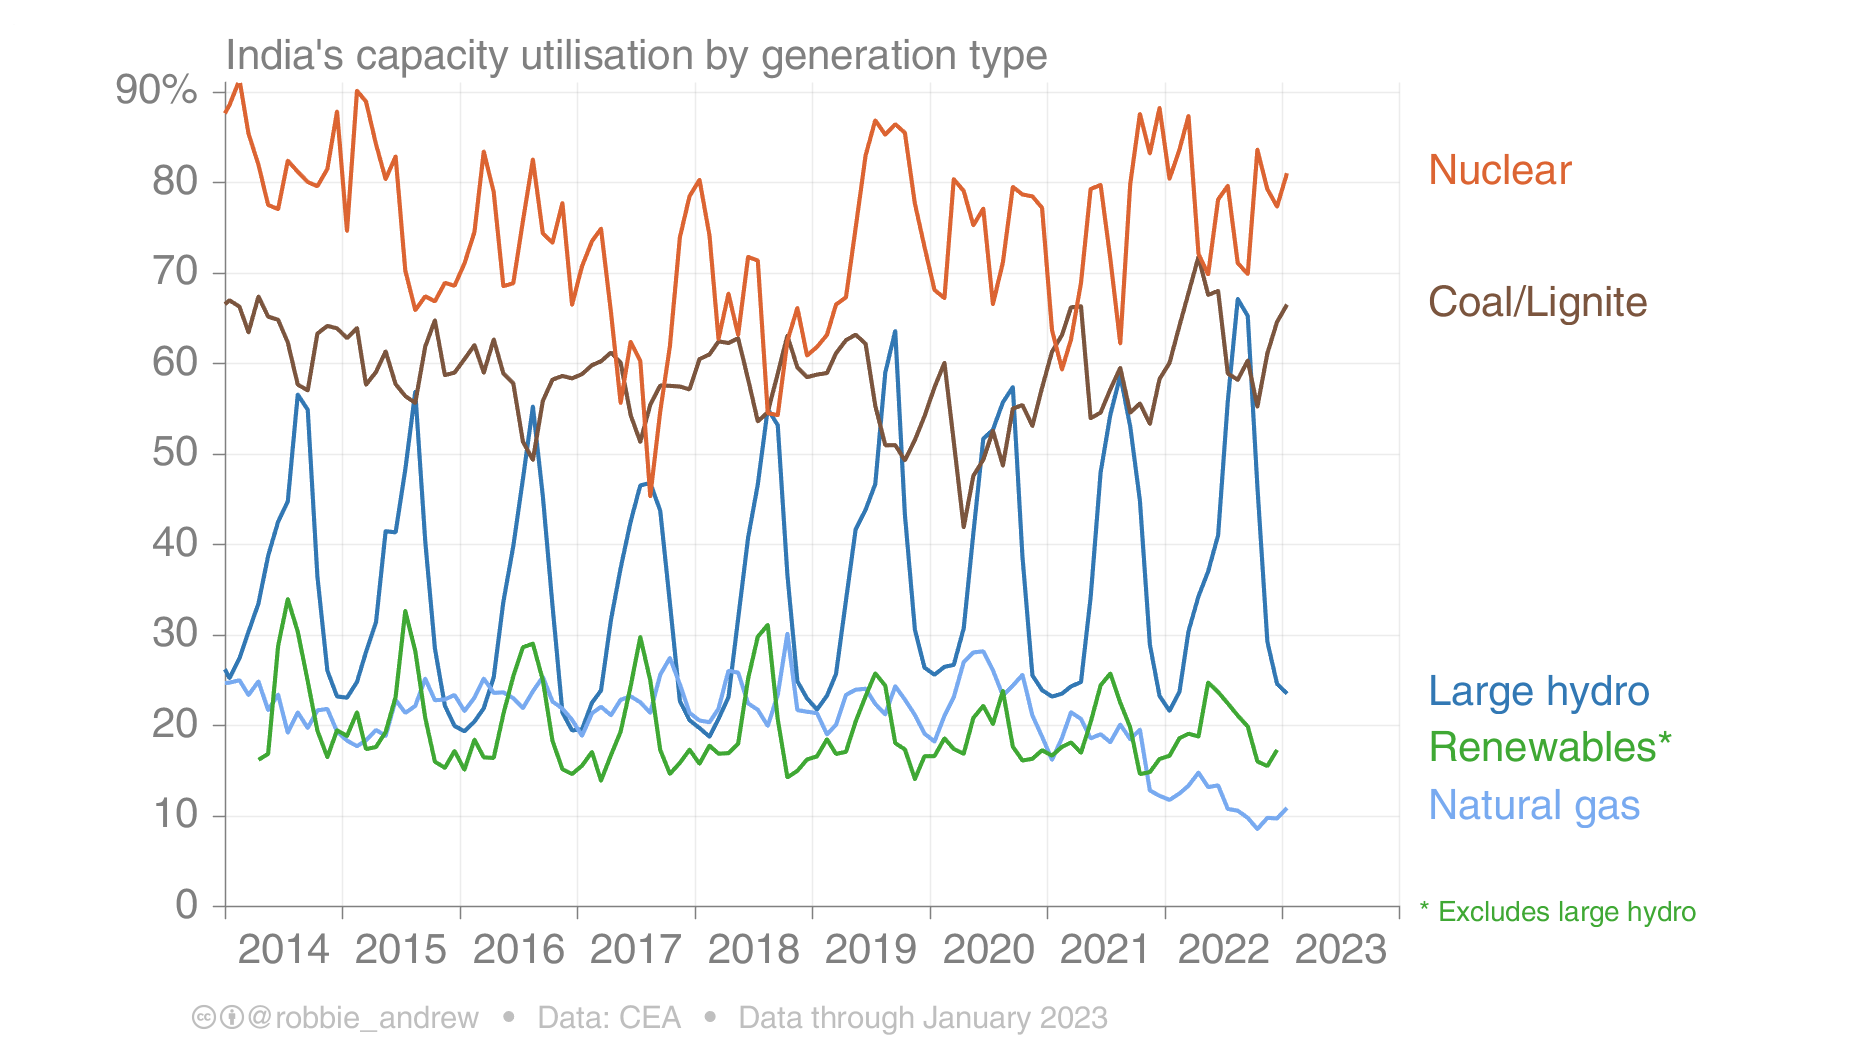 India's capacity utilisation by generation type
90%
80
70
60
50
40
30
20
10
0
2014 2015 2016 2017 2018 2019 2020 2021 2022 2023
Nuclear
Coal/Lignite
Large hydro
Renewables*
Natural gas
* Excludes large hydro
@robbie_andrew • Data: CEA • Data through January 2023